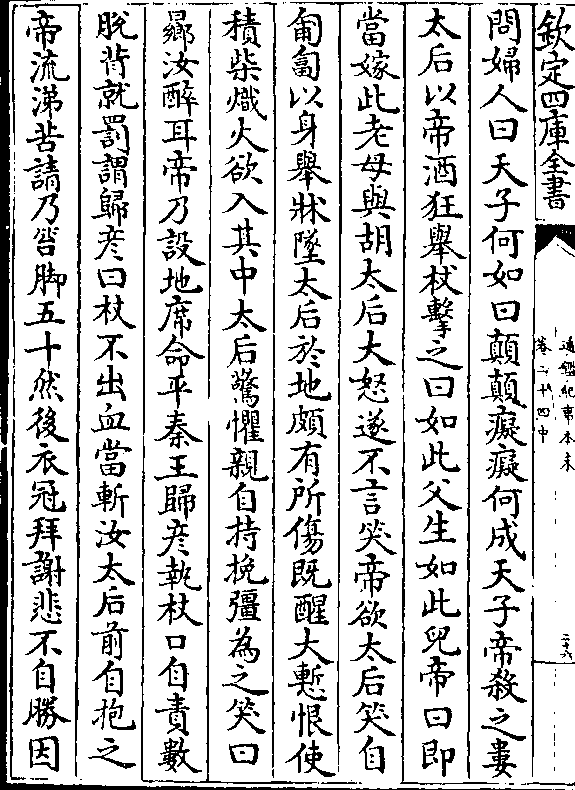 欽定四庫全書
通鑑紀事本末
卷二十四中
二十六
問婦人曰天子何如曰顛顛癡癡何成天子帝殺之婁
太后以帝酒狂舉杖擊之曰如此父生如此兒帝曰即
當嫁此老母與胡太后大怒遂不言笑帝欲太后笑自
匍匐以身舉牀墜太后於地頗有所傷既醒大慙恨使
積柴熾火欲入其中太后驚懼親自持挽彊為之笑曰
曏汝醉耳帝乃設地席命平秦王歸彦執杖口自責數
脫背就罰謂歸彦曰杖不出血當斬汝太后前自抱之
帝流涕苦請乃笞脚五十然後衣冠拜謝悲不自勝因